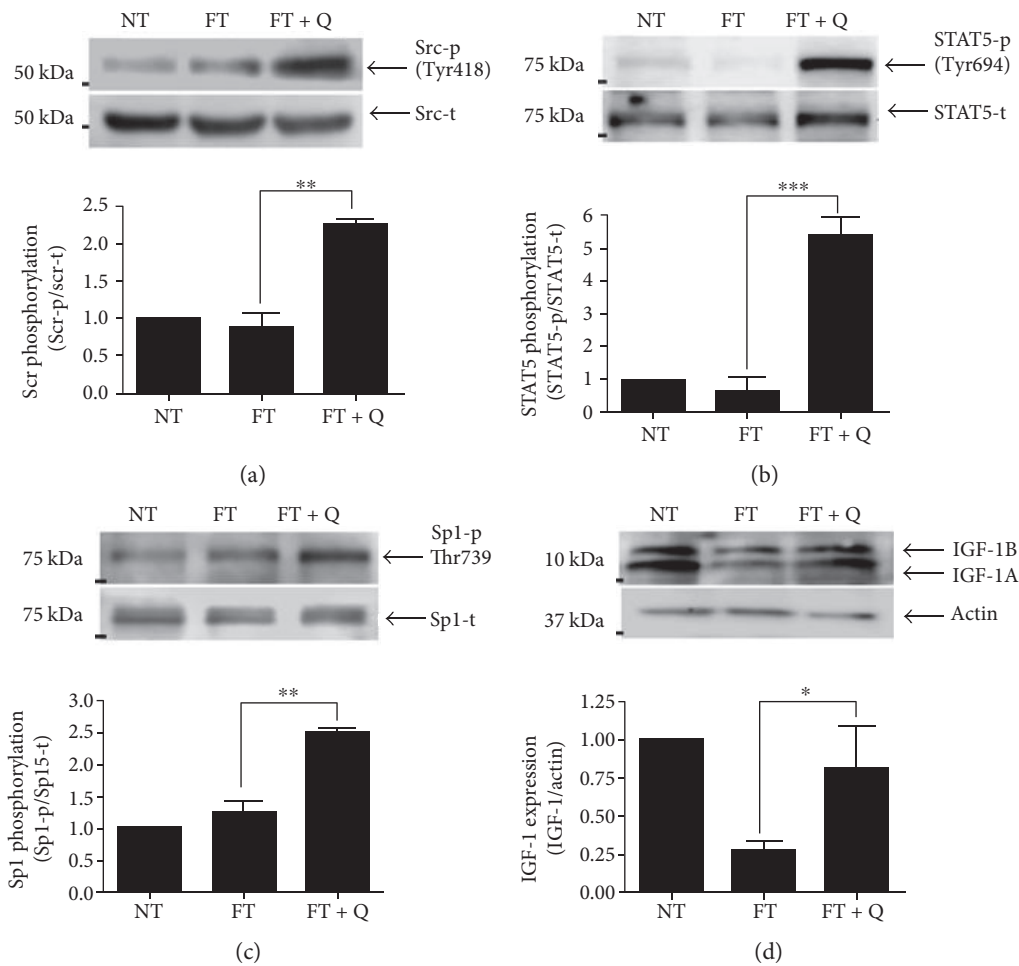 NT FT FT + Q
Src-p
(Tyr418)
50 kDa
50 kDa
Src-t
**
Scr phosphorylation
(Scr-p/scr-t)
2.5
2.0
1.5
1.0
0.5
0.0
NT FT FT + Q
(a)
NT FT FT + Q
STAT5-p
(Tyr694)
75 kDa
75 kDa
STAT5-t
***
STAT5 phosphorylation
(STAT5-p/STAT5-t)
6
5
4
3
2
1
0
NT FT FT + Q
(b)
NT FT FT + Q
Sp1-p
Thr739
75 kDa
75 kDa
Sp1-t
**
Sp1 phosphorylation
(Sp1-p/Sp15-t)
3.0
2.5
2.0
1.5
1.0
0.5
0.0
NT FT FT + Q
(c)
NT FT FT + Q
10 kDa
IGF-1B
IGF-1A
37 kDa
Actin
*
IGF-1 expression
(IGF-1/actin)
1.25
1.00
0.75
0.50
0.25
0.00
NT FT FT + Q
(d)